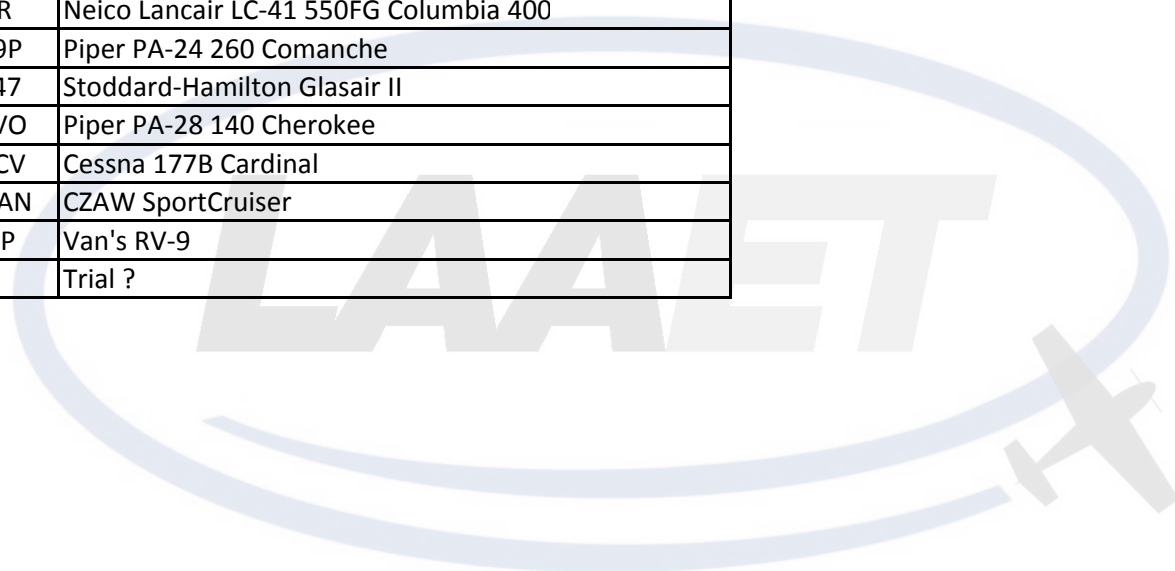 R Neico Lancair LC-41 550FG Columbia 400
9P Piper PA-24 260 Comanche
47 Stoddard-Hamilton Glasair II
VO Piper PA-28 140 Cherokee
CV Cessna 177B Cardinal
AN CZAW SportCruiser
P Van's RV-9
Trial ?
LAAET